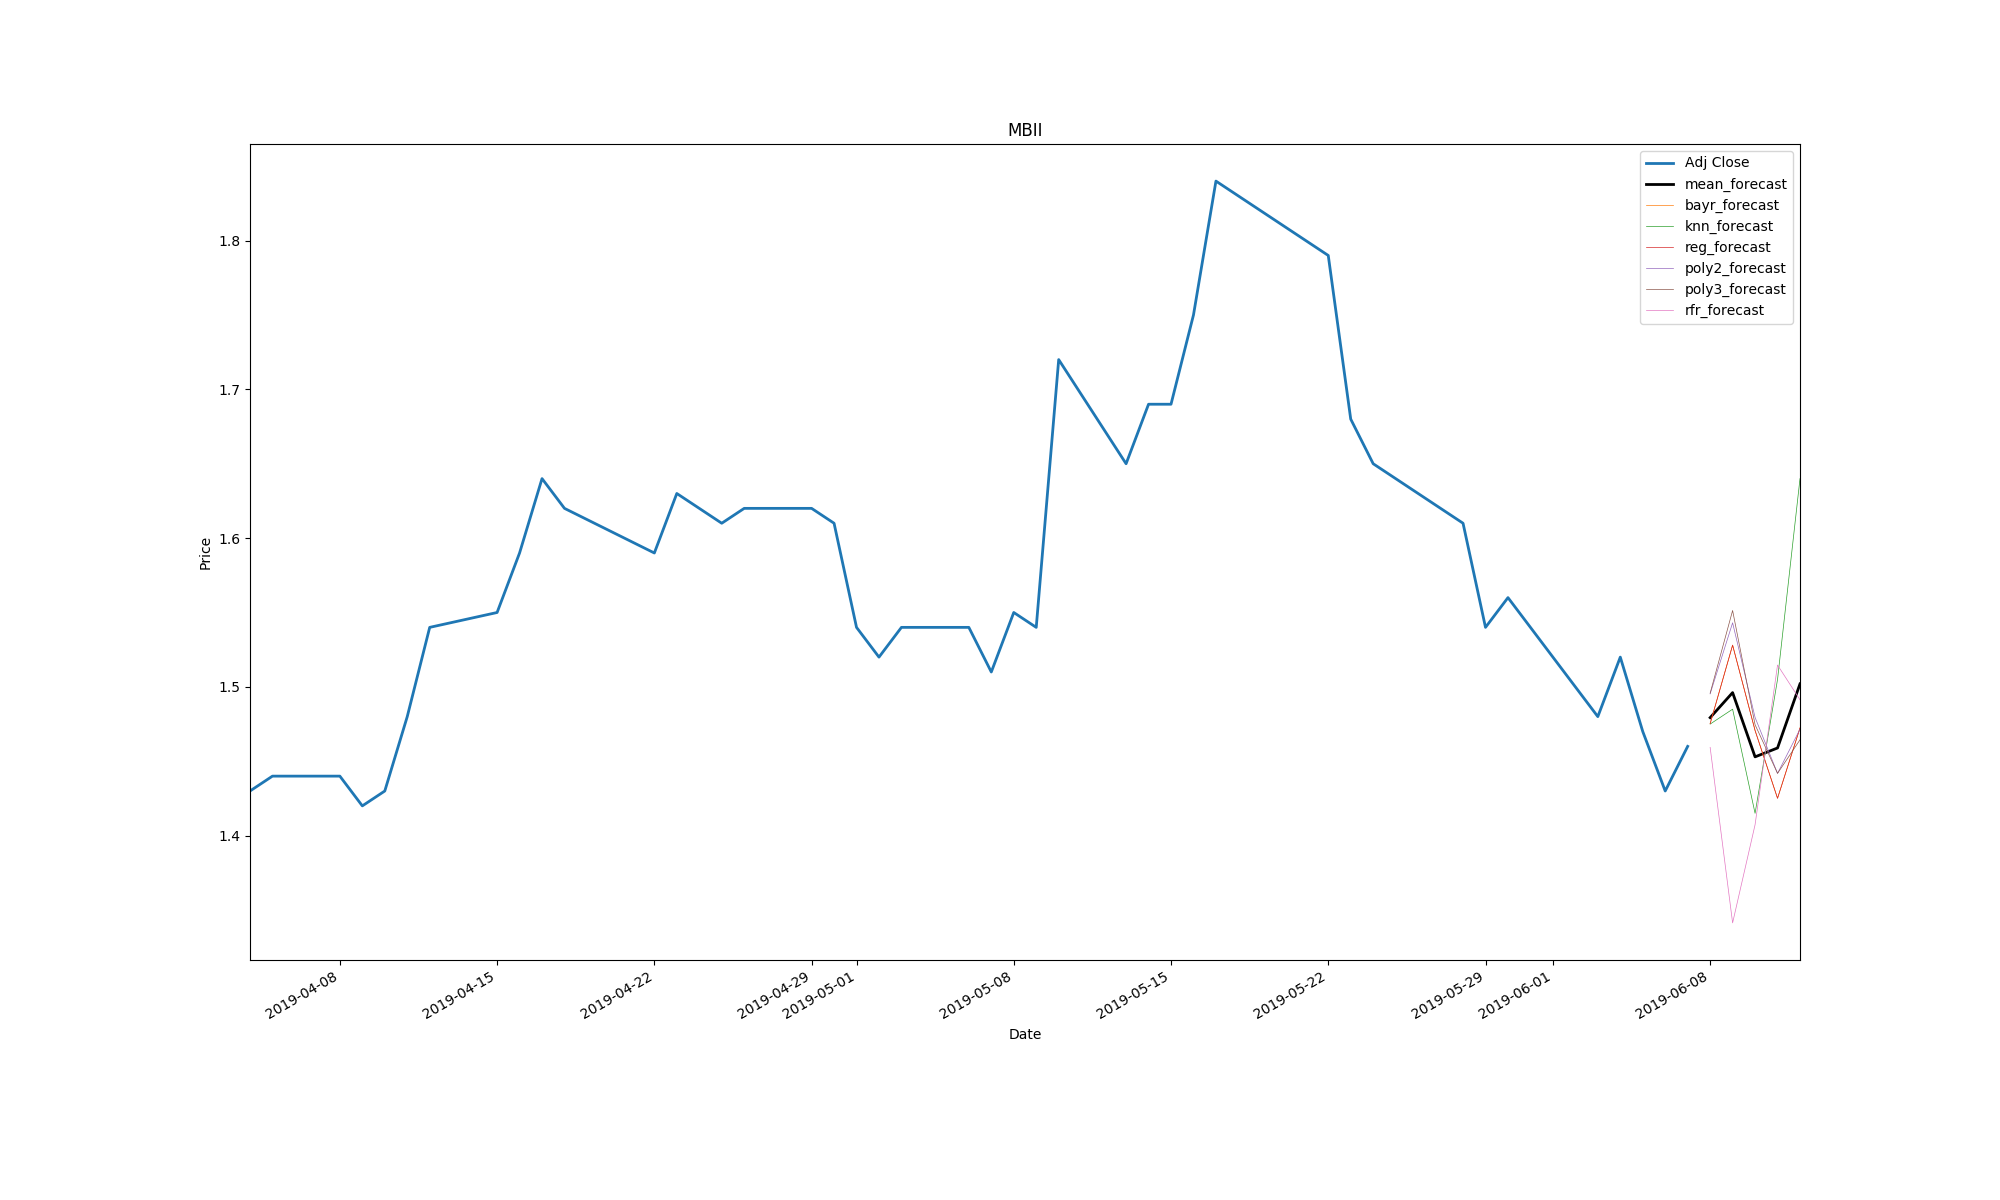 MBII
Adj Close
mean_forecast
bayr_forecast
knn_forecast
reg_forecast
poly2_forecast
poly3_forecast
rfr_forecast
1.8
1.7
1.6
1.5
1.4
Price
2019-04-08
2019-04-15
2019-04-22
2019-04-29
2019-05-01
2019-05-08
2019-05-15
2019-05-22
2019-05-29
2019-06-01
2019-06-08
Date